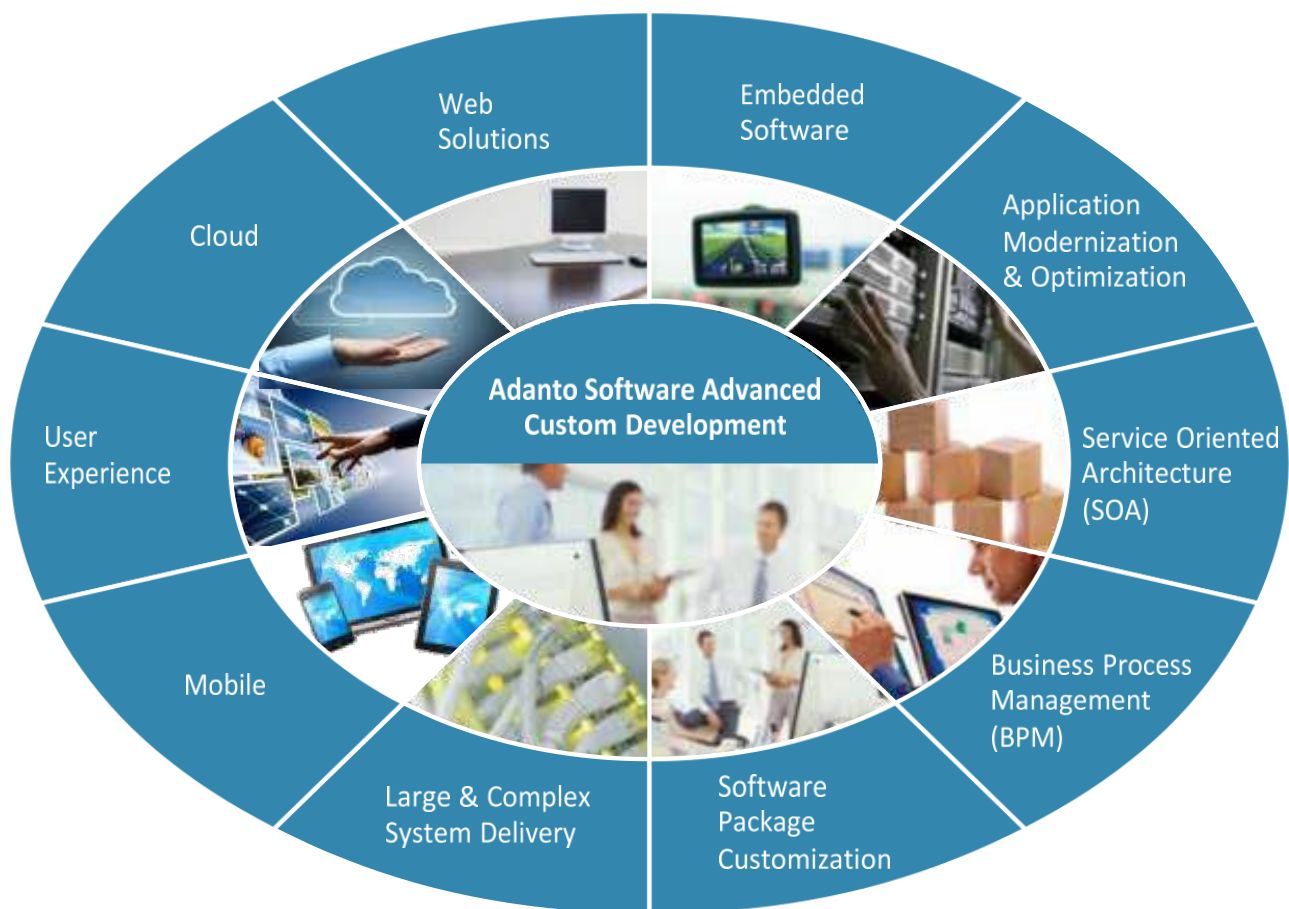 Web
Solutions
Embedded
Software
Application
Modernization
& Optimization
Service Oriented
Architecture
(SOA)
Business Process
Management
(BPM)
Software
Package
Customization
Large & Complex
System Delivery
Mobile
User
Experience
Cloud
Adanto Software Advanced
Custom Development